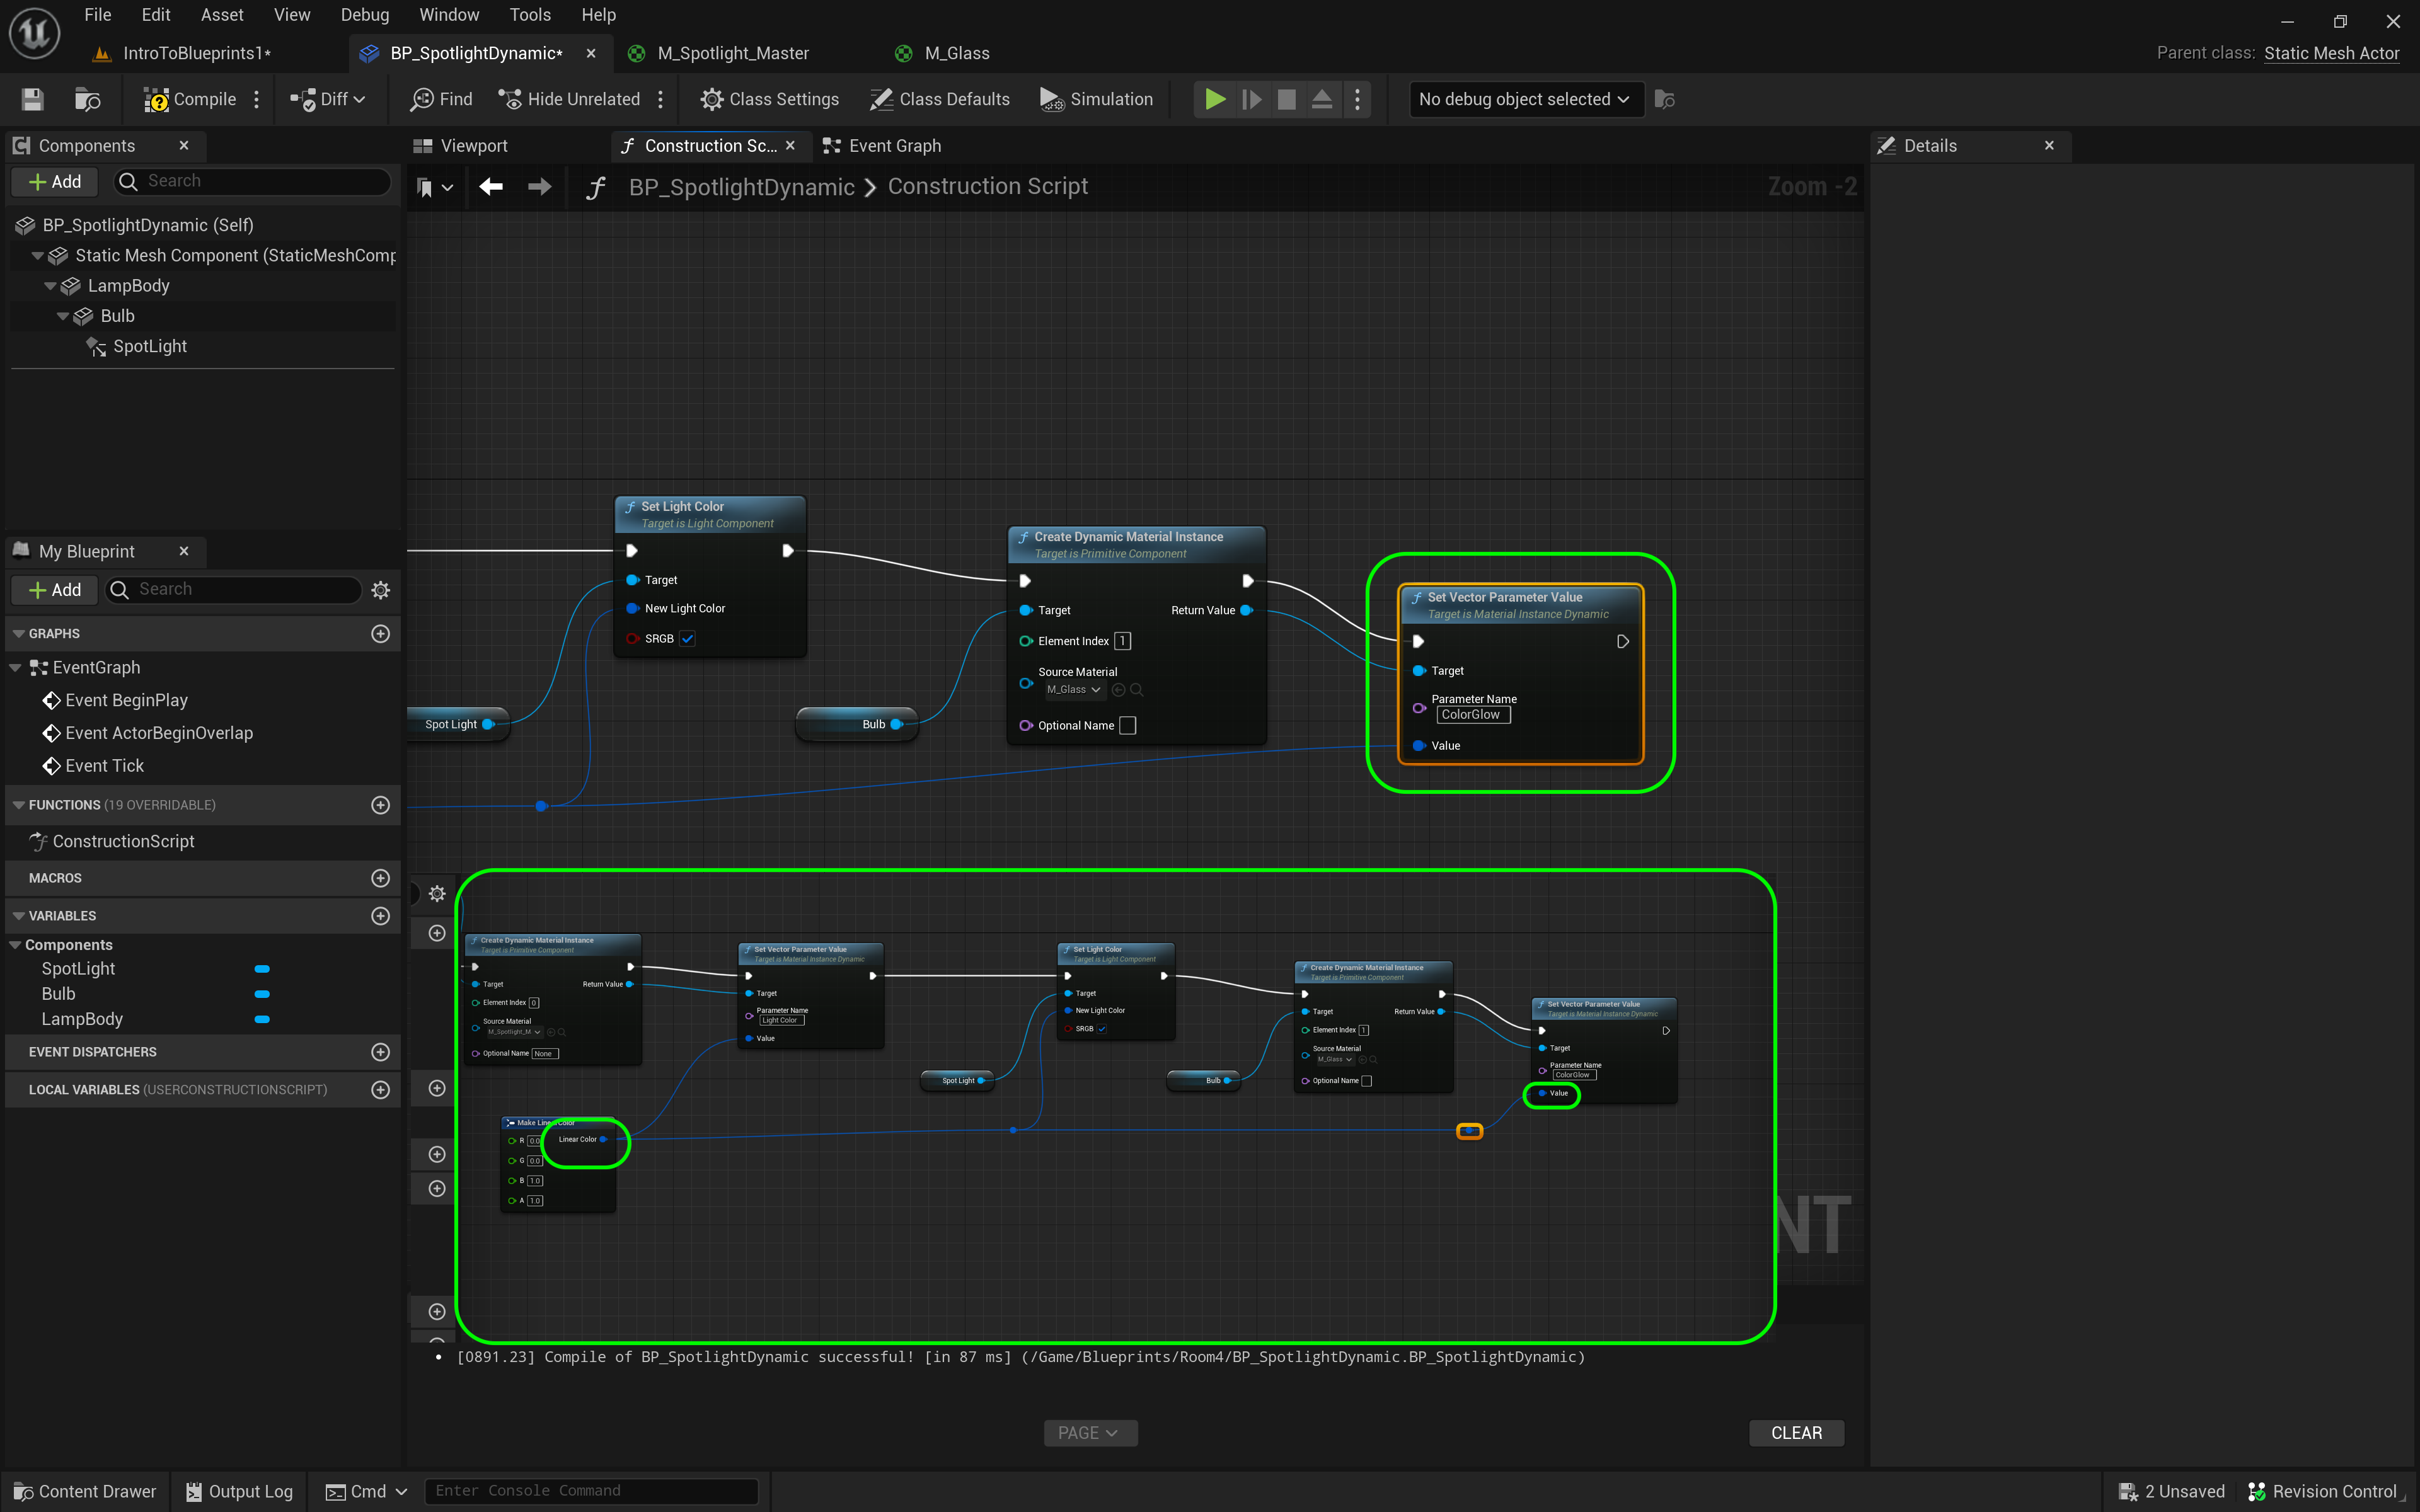 File Edit Asset View Debug Window Tools Help
IntroToBlueprints1* BP_SpotlightDynamic* M_Spotlight_Master M_Glass Parent class: Static Mesh Actor
Compile Diff Find Hide Unrelated Class Settings Class Defaults Simulation No debug object selected
Components Viewport Construction Sc... Event Graph Details
Add Search BP_SpotlightDynamic > Construction Script Zoom -2
BP_SpotlightDynamic (Self)
Static Mesh Component (StaticMeshComp
LampBody
Bulb
SpotLight
My Blueprint
Add Search
GRAPHS
EventGraph
Event BeginPlay
Event ActorBeginOverlap
Event Tick
FUNCTIONS (19 OVERRIDABLE)
ConstructionScript
MACROS
VARIABLES
Components
SpotLight
Bulb
LampBody
EVENT DISPATCHERS
LOCAL VARIABLES (USERCONSTRUCTIONSCRIPT)
Set Light Color
Target is Light Component
Target
New Light Color
SRGB
Spot Light
Bulb
Create Dynamic Material Instance
Target is Primitive Component
Target Return Value
Element Index 1
Source Material
M_Glass
Optional Name
Set Vector Parameter Value
Target is Material Instance Dynamic
Target
Parameter Name
ColorGlow
Value
Create Dynamic Material Instance
Target is Primitive Component
Target Return Value
Element Index 0
Source Material
M_Spotlight_M
Optional Name None
Set Vector Parameter Value
Target is Material Instance Dynamic
Target
Parameter Name
Light Color
Value
Set Light Color
Target is Light Component
Target
New Light Color
SRGB
Spot Light
Create Dynamic Material Instance
Target is Primitive Component
Target Return Value
Element Index 1
Source Material
M_Glass
Optional Name
Bulb
Set Vector Parameter Value
Target is Material Instance Dynamic
Target
Parameter Name
ColorGlow
Value
Make Linear Color
R 0.0 Linear Color
G 0.0
B 1.0
A 1.0
NT
[0891.23] Compile of BP_SpotlightDynamic successful! [in 87 ms] (/Game/Blueprints/Room4/BP_SpotlightDynamic.BP_SpotlightDynamic)
PAGE CLEAR
Content Drawer Output Log Cmd Enter Console Command 2 Unsaved Revision Control